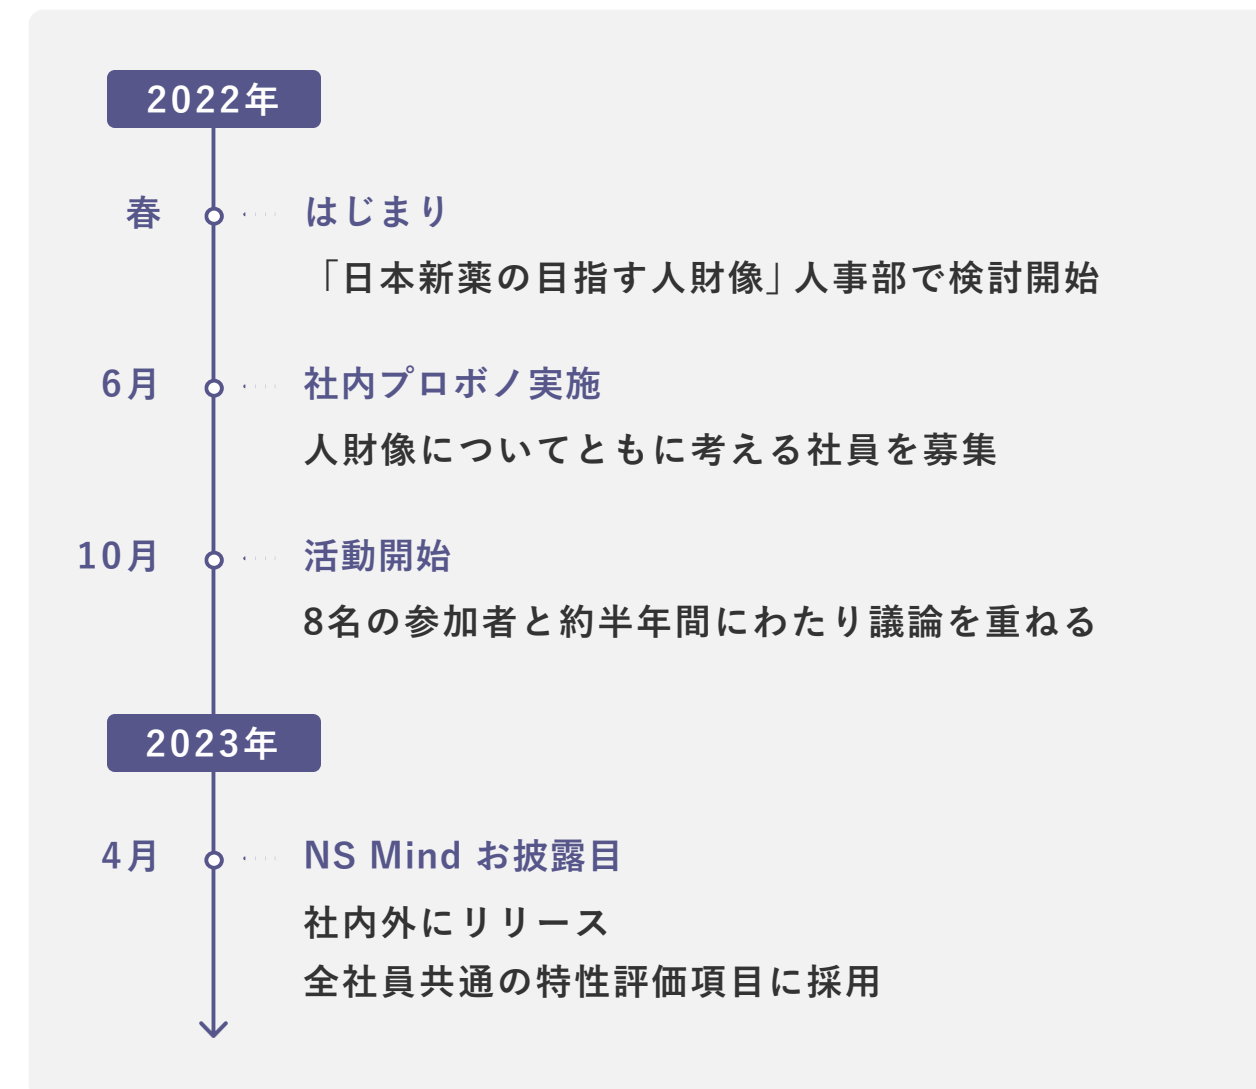 2022年
春 はじまり
「日本新薬の目指す人財像」人事部で検討開始
6月 社内プロボノ実施
人財像についてともに考える社員を募集
10月 活動開始
8名の参加者と約半年間にわたり議論を重ねる
2023年
4月 NS Mind お披露目
社内外にリリース
全社員共通の特性評価項目に採用